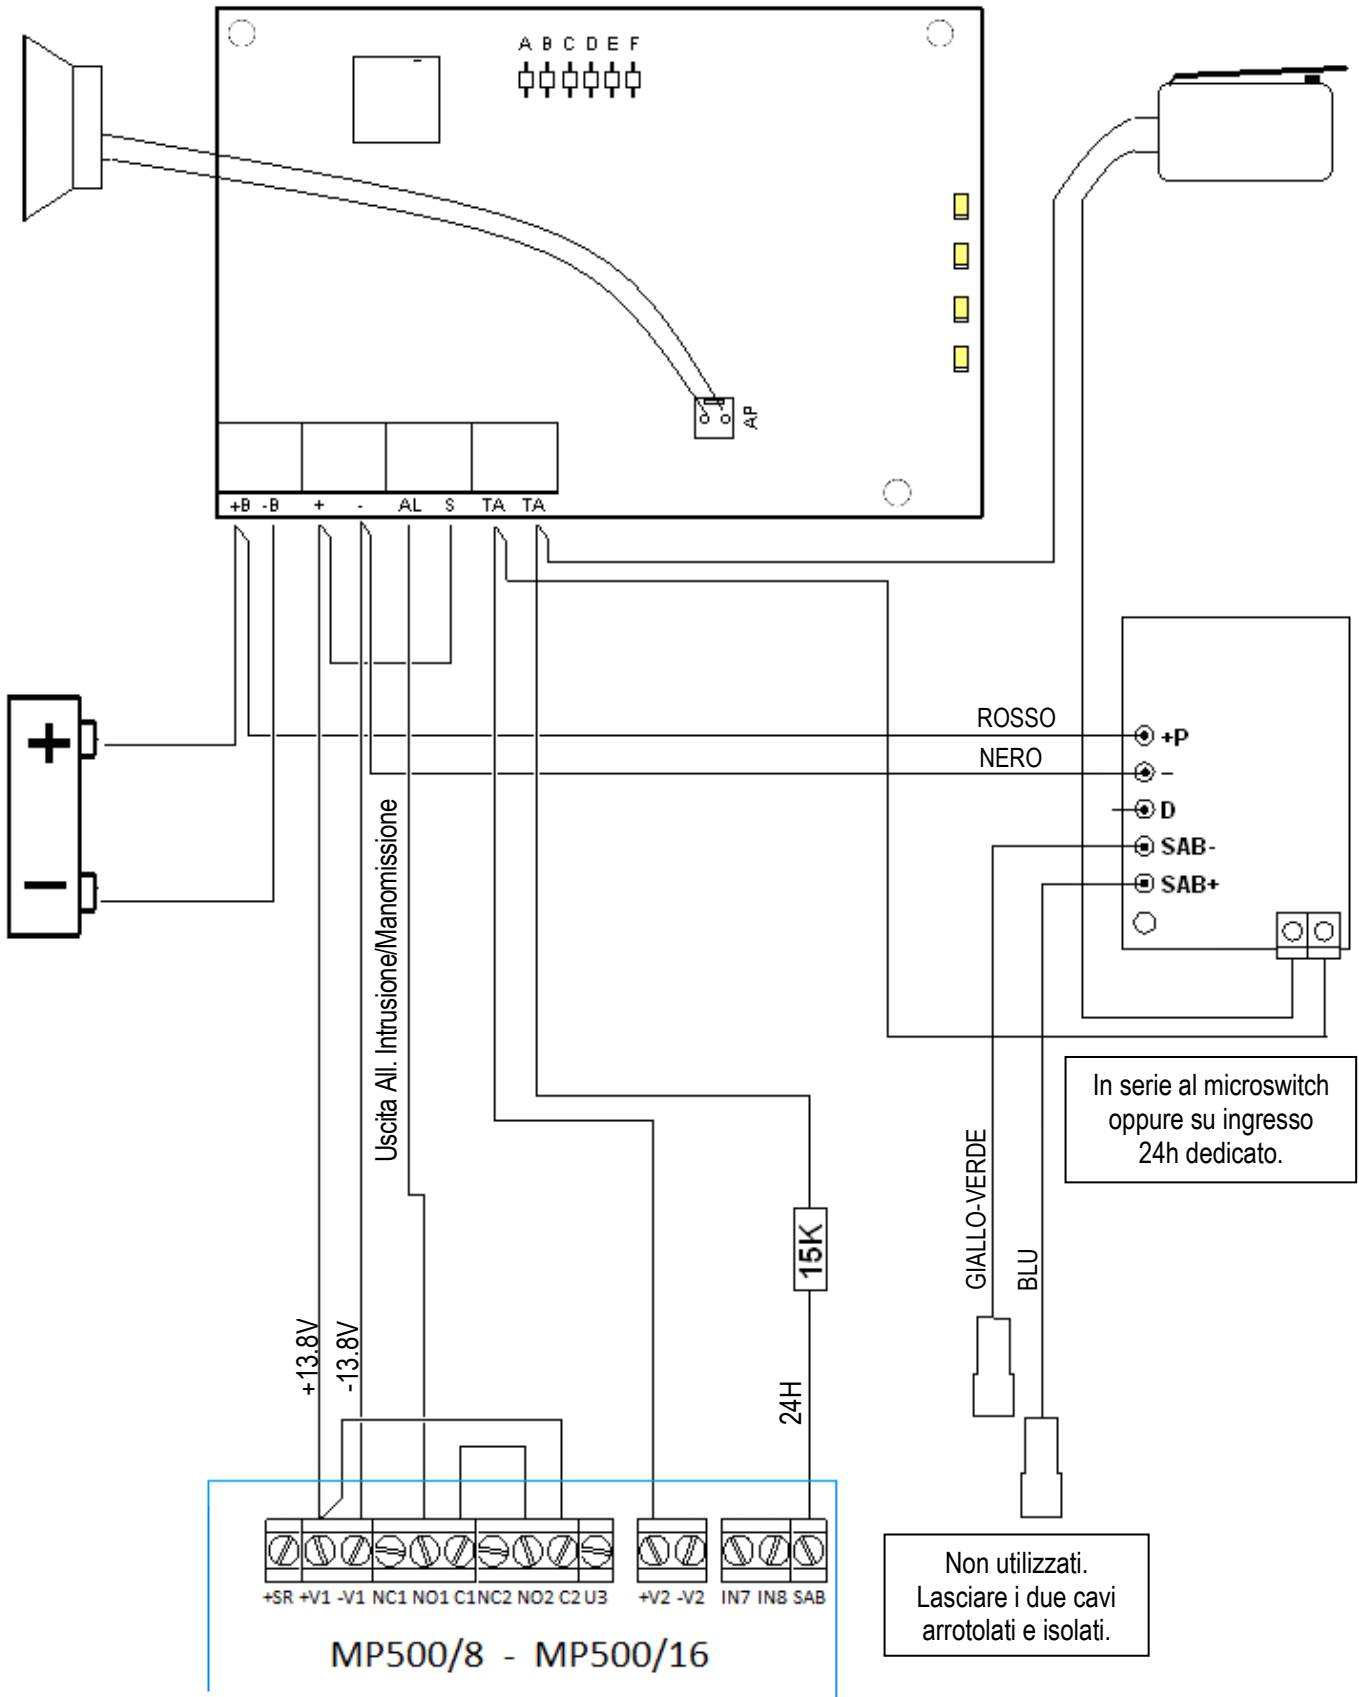 A B C D E F
AP
+B -B + - AL S TA TA
ROSSO
NERO
+P
–
D
SAB-
SAB+
+
–
Uscita All. Intrusione/Manomissione
In serie al microswitch
oppure su ingresso
24h dedicato.
GIALLO-VERDE
BLU
15K
+13.8V
-13.8V
24H
+SR +V1 -V1 NC1 NO1 C1 NC2 NO2 C2 U3 +V2 -V2 IN7 IN8 SAB
MP500/8 - MP500/16
Non utilizzati.
Lasciare i due cavi
arrotolati e isolati.